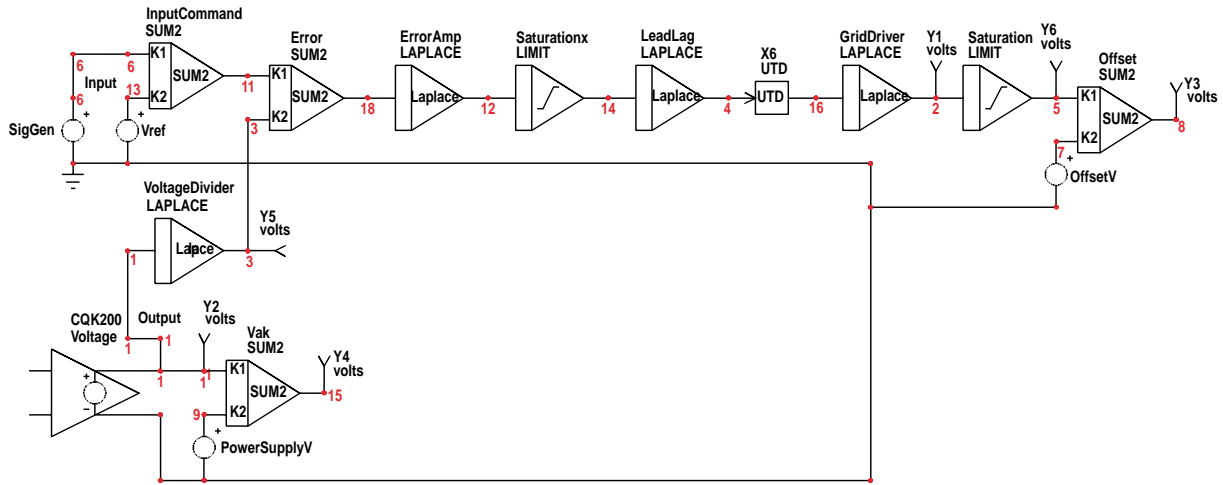 InputCommand
SUM2
K1
SUM2
K2
6
6
6
Input
13
11
SigGen
+
Vref
+
Error
SUM2
K1
SUM2
K2
3
18
ErrorAmp
LAPLACE
Laplace
12
Saturationx
LIMIT
14
LeadLag
LAPLACE
Laplace
4
X6
UTD
UTD
16
GridDriver
LAPLACE
Laplace
Y1
volts
2
Saturation
LIMIT
Y6
volts
5
Offset
SUM2
K1
SUM2
K2
7
+
OffsetV
Y3
volts
8
VoltageDivider
LAPLACE
1
Y5
volts
3
CQK200
Voltage
Output
1
1
1
+
−
Y2
volts
1
1
Vak
SUM2
K1
SUM2
K2
9
+
PowerSupplyV
Y4
volts
15